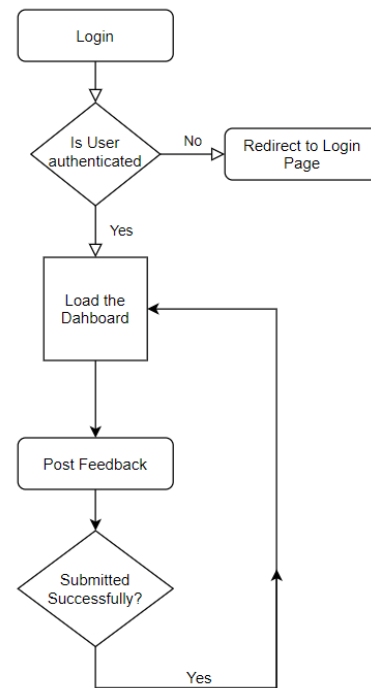 Login
Is User
authenticated
No
Redirect to Login
Page
Yes
Load the
Dahboard
Post Feedback
Submitted
Successfully?
Yes